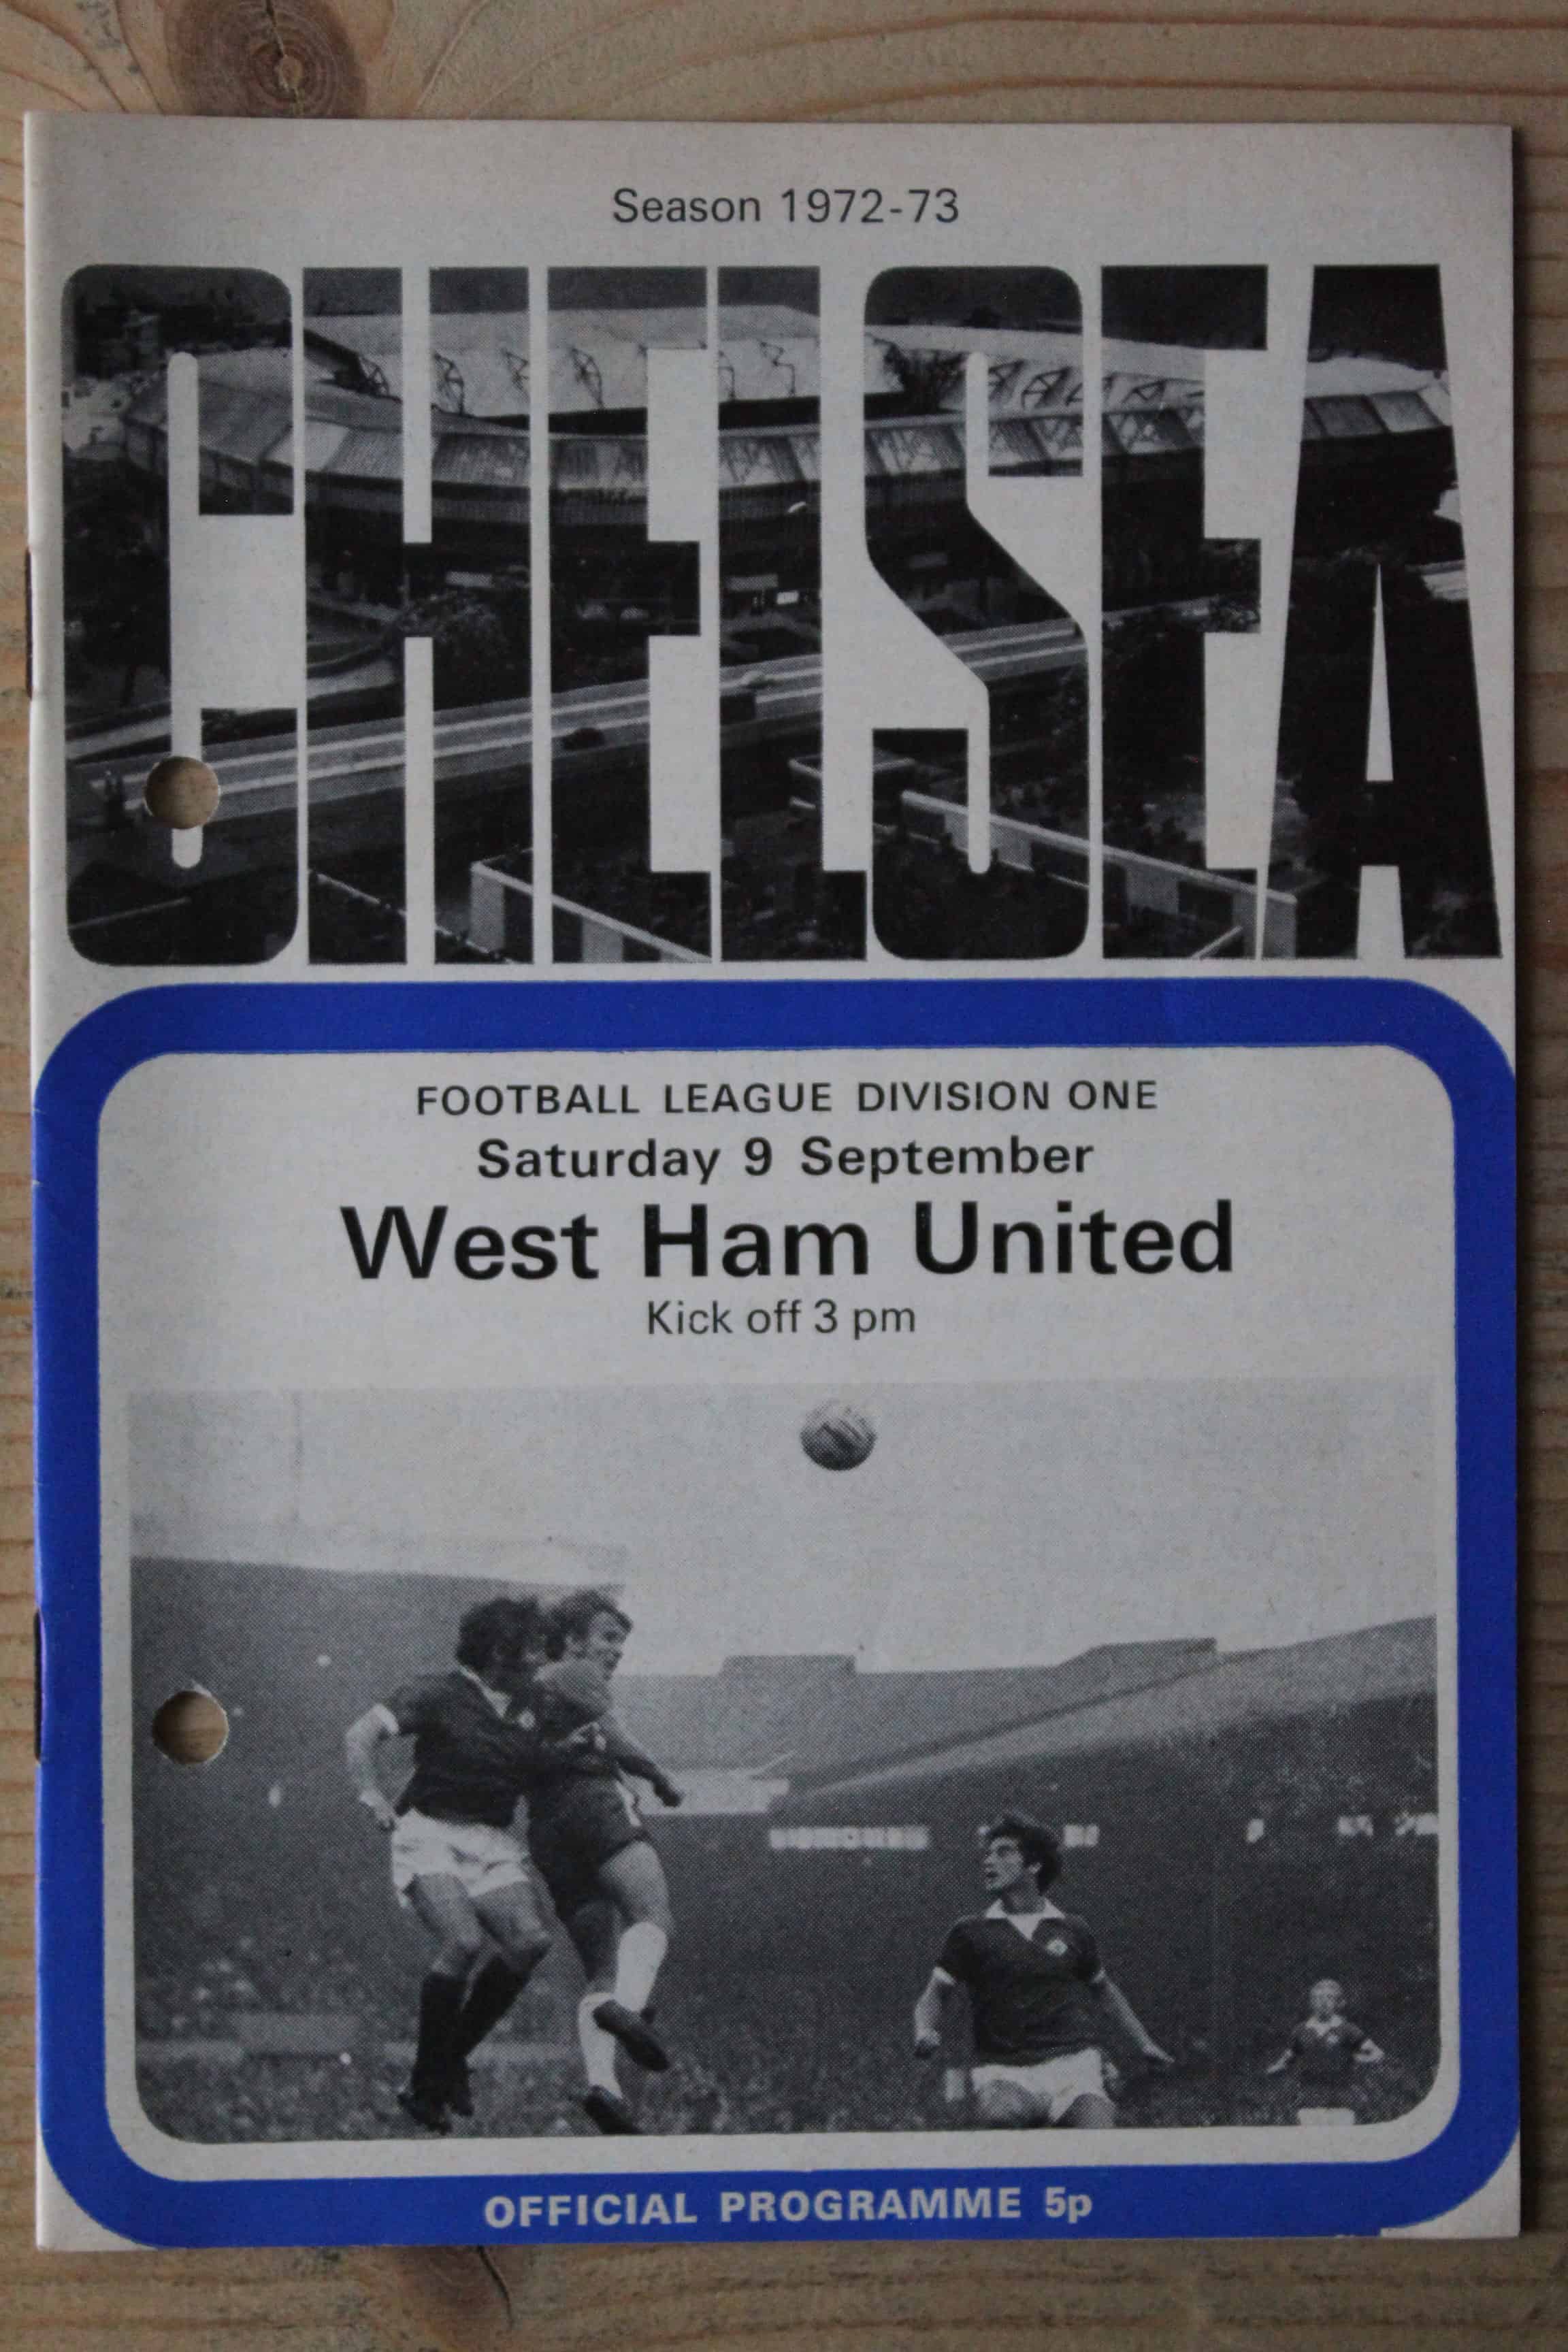 Season 1972-73
CHELSEA
FOOTBALL LEAGUE DIVISION ONE
Saturday 9 September
West Ham United
Kick off 3 pm
OFFICIAL PROGRAMME 5p